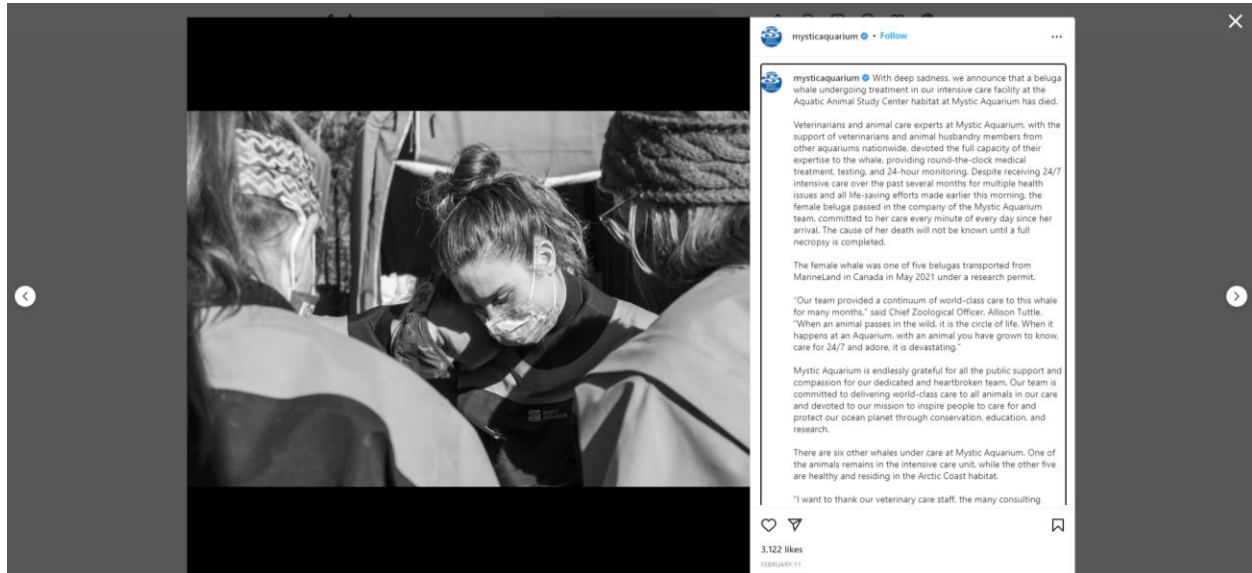 mysticaquarium • Follow
mysticaquarium With deep sadness, we announce that a beluga
whale undergoing treatment in our intensive care facility at the
Aquatic Animal Study Center habitat at Mystic Aquarium has died.
Veterinarians and animal care experts at Mystic Aquarium, with the
support of veterinarians and animal husbandry members from
other aquariums nationwide, devoted the full capacity of their
expertise to the whale, providing round-the-clock medical
treatment, testing, and 24-hour monitoring. Despite receiving 24/7
intensive care over the past several months for multiple health
issues and all life-saving efforts made earlier this morning, the
female beluga passed in the company of the Mystic Aquarium
team, committed to her care every minute of every day since her
arrival. The cause of her death will not be known until a full
necropsy is completed.
The female whale was one of five belugas transported from
MarineLand in Canada in May 2021 under a research permit.
"Our team provided a continuum of world-class care to this whale
for many months," said Chief Zoological Officer, Allison Tuttle.
"When an animal passes in the wild, it is the circle of life. When it
happens at an Aquarium, with an animal you have grown to know,
care for 24/7 and adore, it is devastating."
Mystic Aquarium is endlessly grateful for all the public support and
compassion for our dedicated and heartbroken team. Our team is
committed to delivering world-class care to all animals in our care
and devoted to our mission to inspire people to care for and
protect our ocean planet through conservation, education, and
research.
There are six other whales under care at Mystic Aquarium. One of
the animals remains in the intensive care unit, while the other five
are healthy and residing in the Arctic Coast habitat.
"I want to thank our veterinary care staff, the many consulting
3,122 likes
FEBRUARY 11
MYSTIC
AQUARIUM